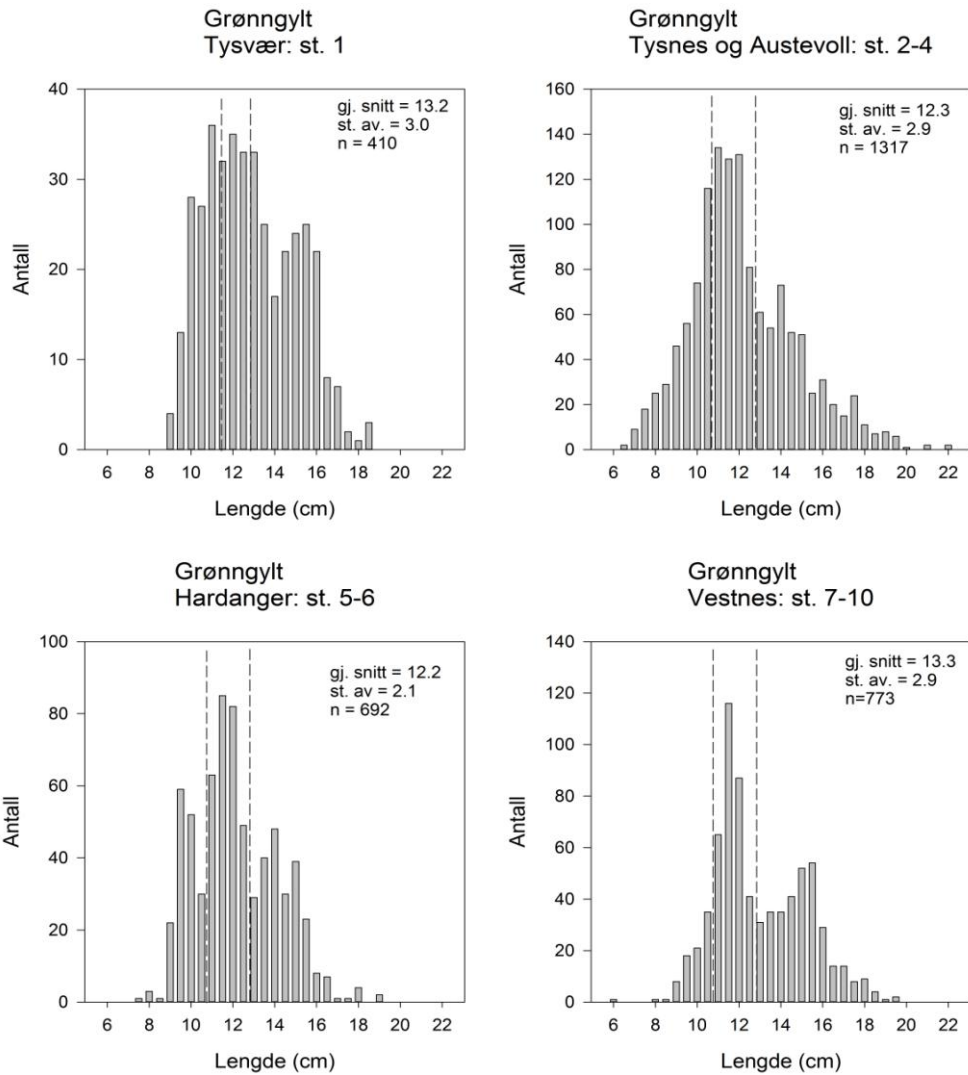 Grønngylt
Tysvær: st. 1
gj. snitt = 13.2
st. av. = 3.0
n = 410
40
30
20
10
0
Antall
6 8 10 12 14 16 18 20 22
Lengde (cm)
Grønngylt
Tysnes og Austevoll: st. 2-4
gj. snitt = 12.3
st. av. = 2.9
n = 1317
160
140
120
100
80
60
40
20
0
Antall
6 8 10 12 14 16 18 20 22
Lengde (cm)
Grønngylt
Hardanger: st. 5-6
gj. snitt = 12.2
st. av = 2.1
n = 692
100
80
60
40
20
0
Antall
6 8 10 12 14 16 18 20 22
Lengde (cm)
Grønngylt
Vestnes: st. 7-10
gj. snitt = 13.3
st. av. = 2.9
n=773
140
120
100
80
60
40
20
0
Antall
6 8 10 12 14 16 18 20 22
Lengde (cm)